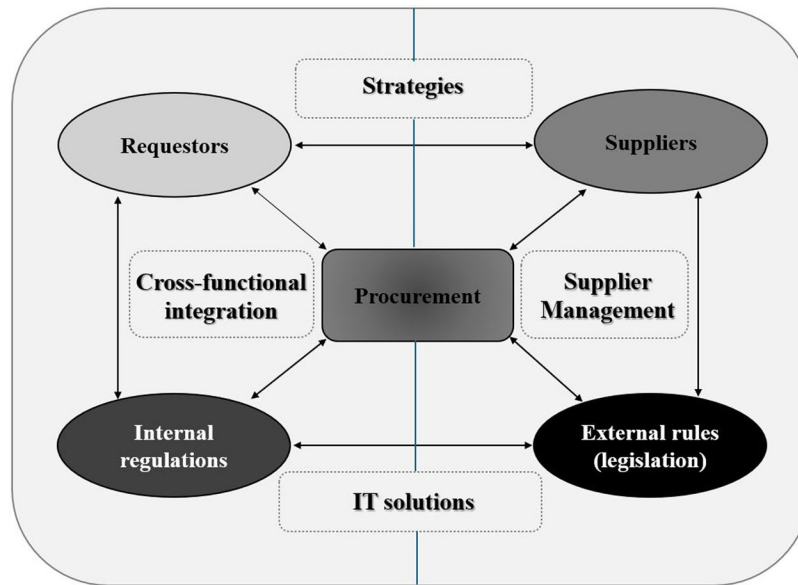 Strategies
Requestors
Suppliers
Cross-functional
integration
Procurement
Supplier
Management
Internal
regulations
External rules
(legislation)
IT solutions